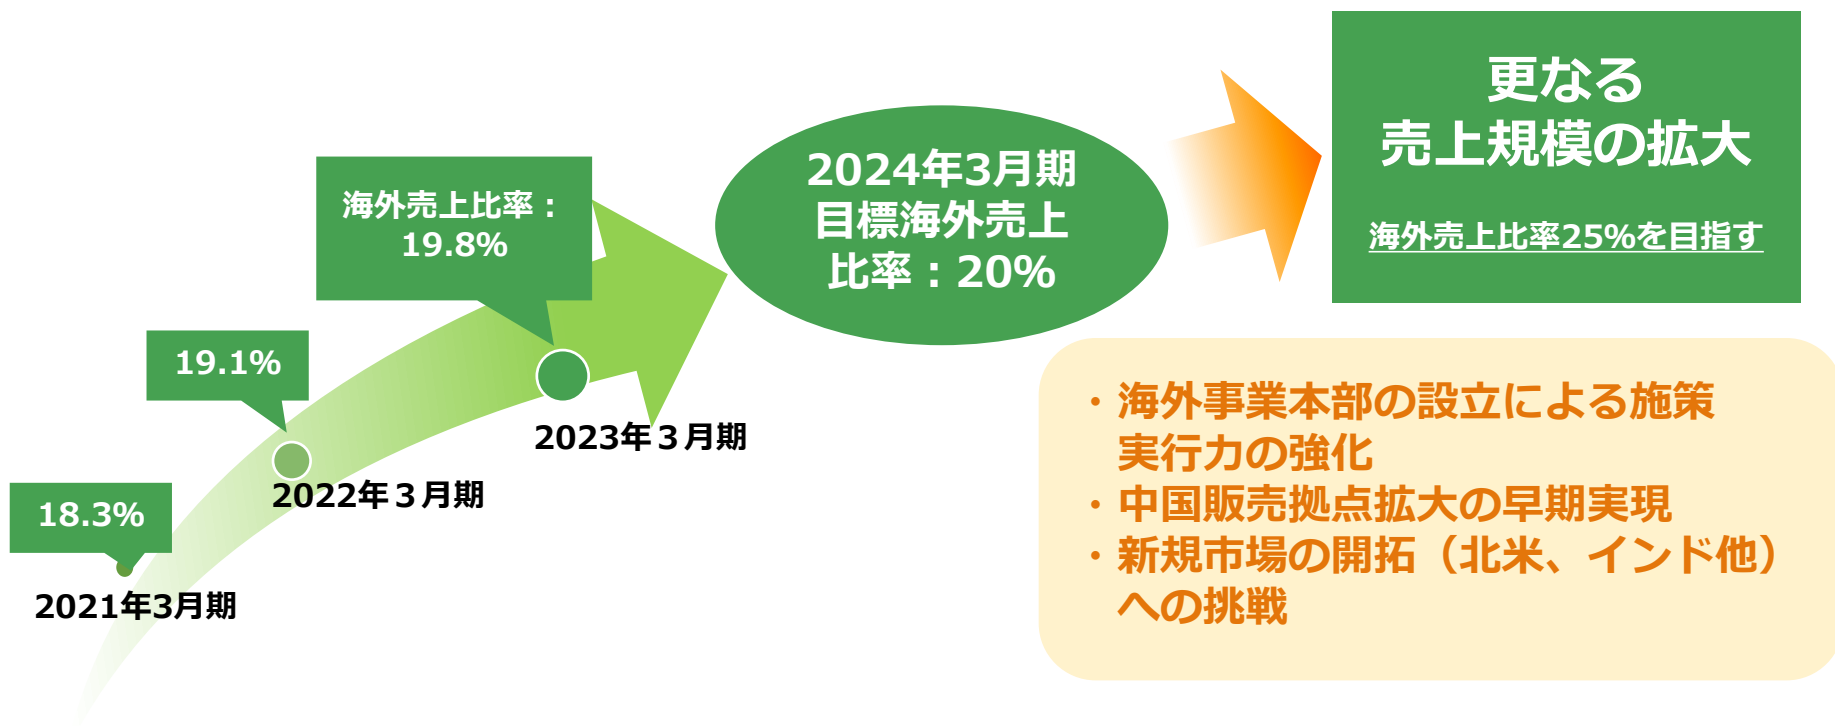 18.3%
2021年3月期
19.1%
2022年３月期
海外売上比率：
19.8%
2023年３月期
2024年3月期
目標海外売上
比率：20%
更なる
売上規模の拡大
海外売上比率25%を目指す
・海外事業本部の設立による施策
実行力の強化
・中国販売拠点拡大の早期実現
・新規市場の開拓（北米、インド他）
への挑戦